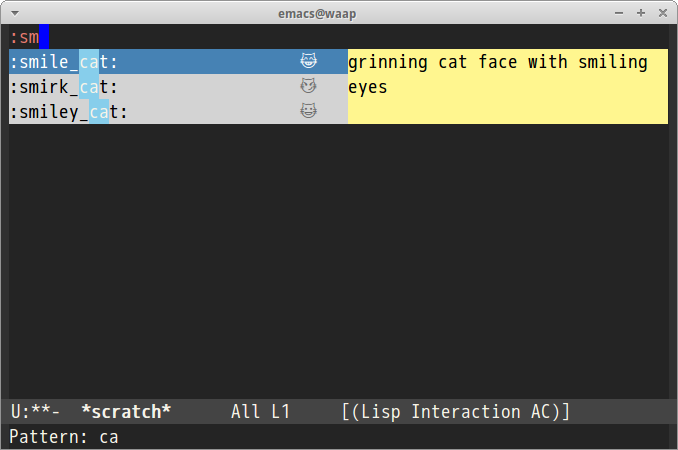 emacs@waap
:sm
:smile_cat: 😸 grinning cat face with smiling
:smirk_cat: 😼 eyes
:smiley_cat: 😺
U:**-  *scratch*      All L1     [(Lisp Interaction AC)]
Pattern: ca